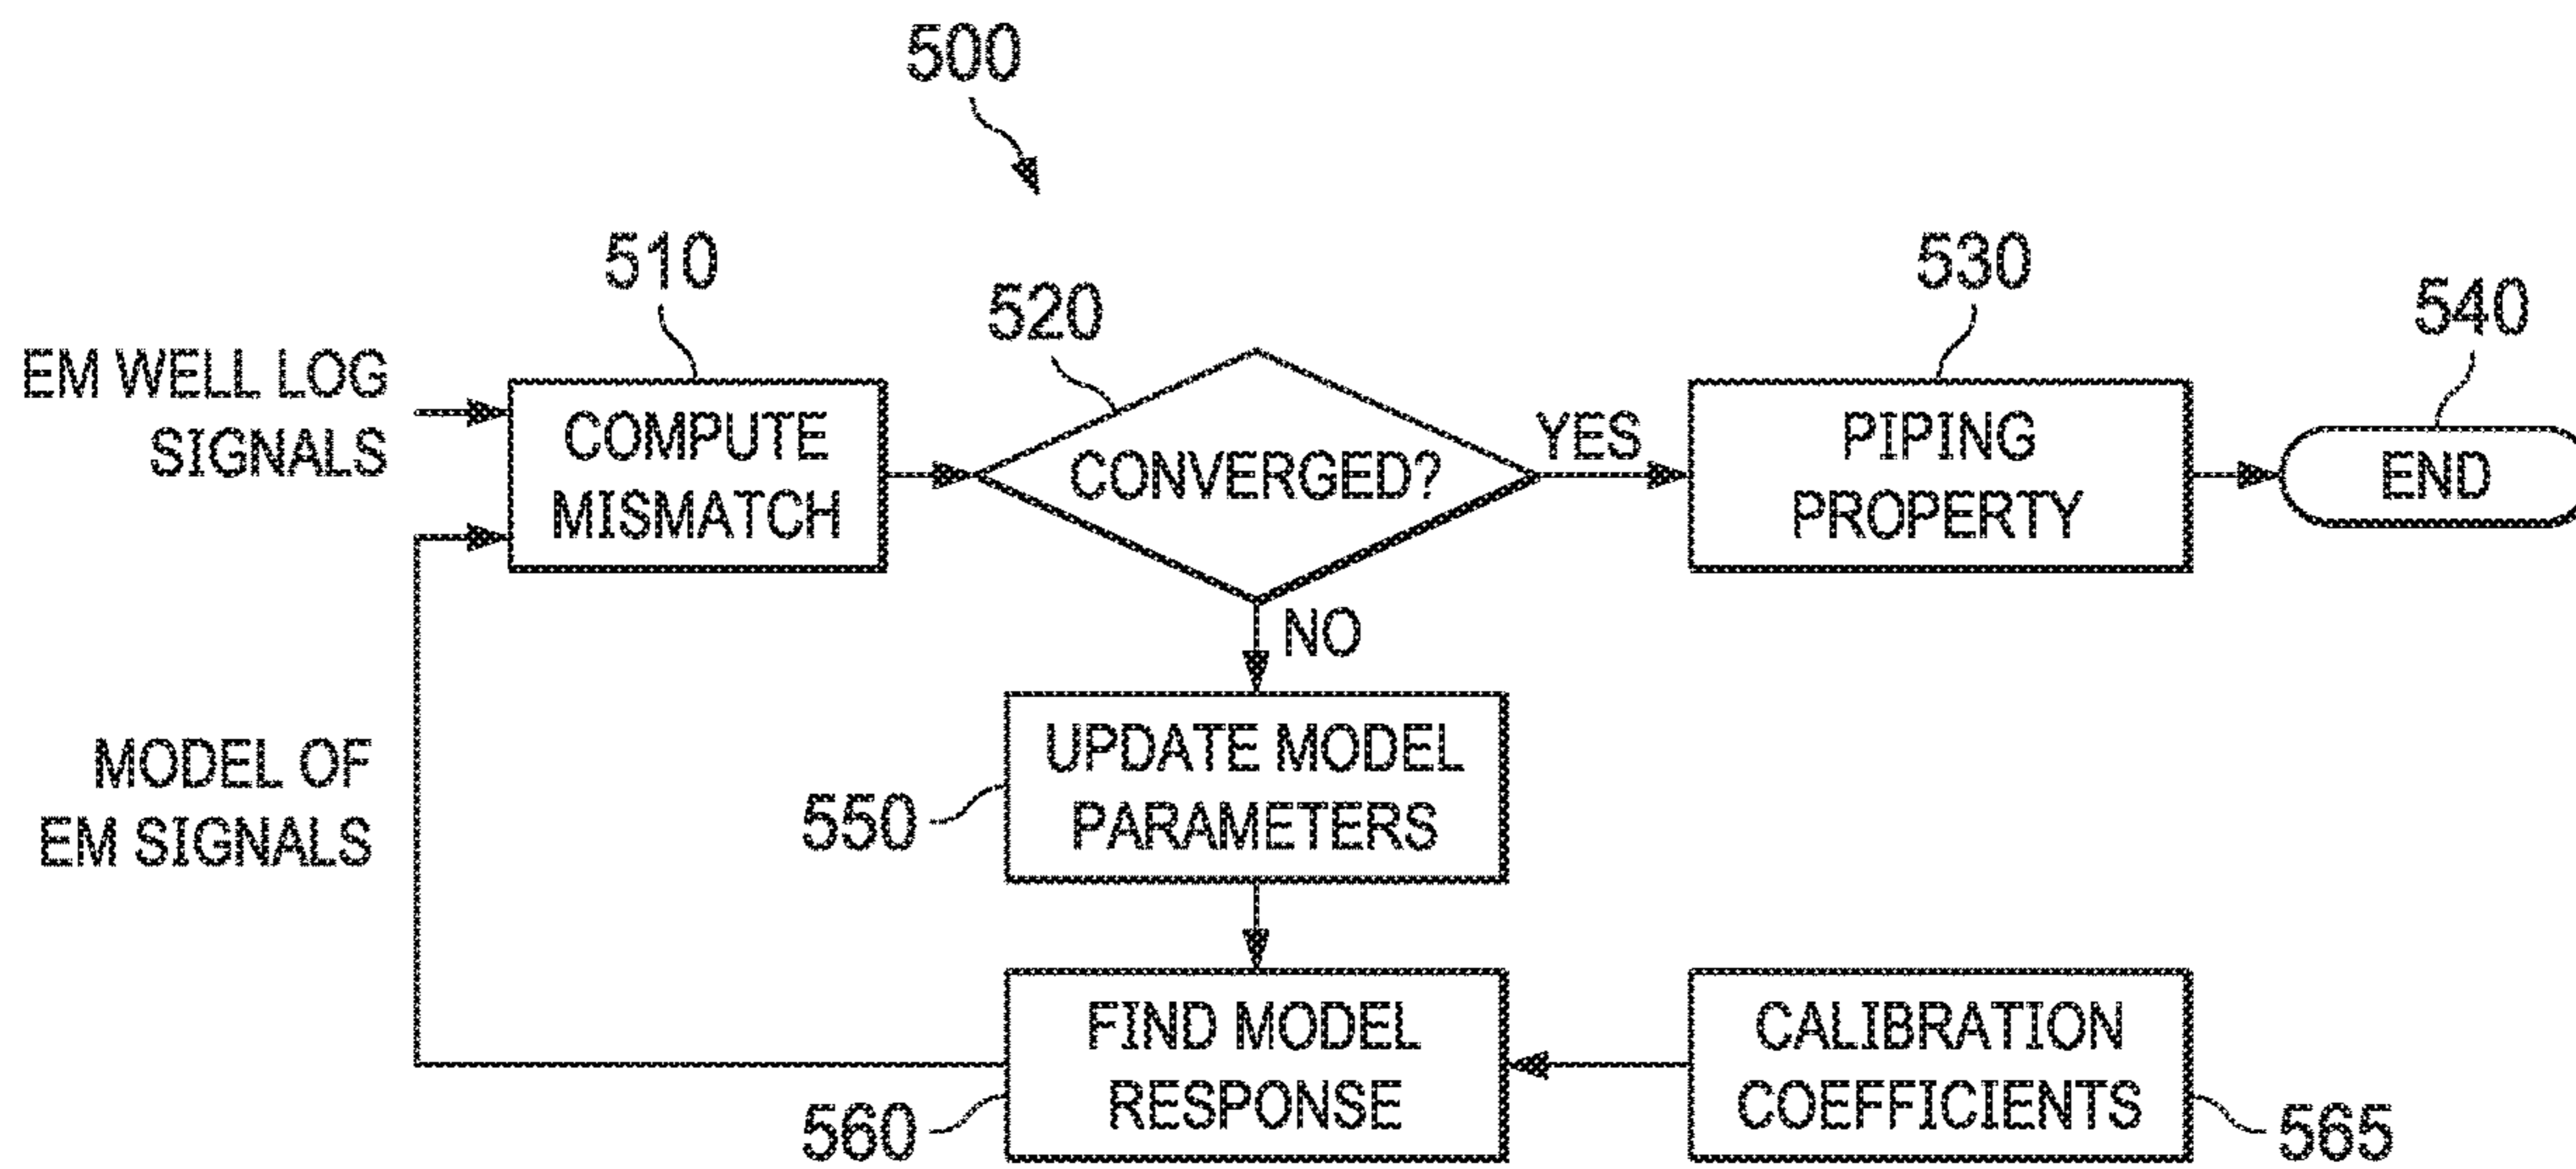 500
510
520
530
540
EM WELL LOG
SIGNALS
COMPUTE
MISMATCH
CONVERGED?
YES
PIPING
PROPERTY
END
NO
MODEL OF
EM SIGNALS
UPDATE MODEL
PARAMETERS
550
FIND MODEL
RESPONSE
560
CALIBRATION
COEFFICIENTS
565